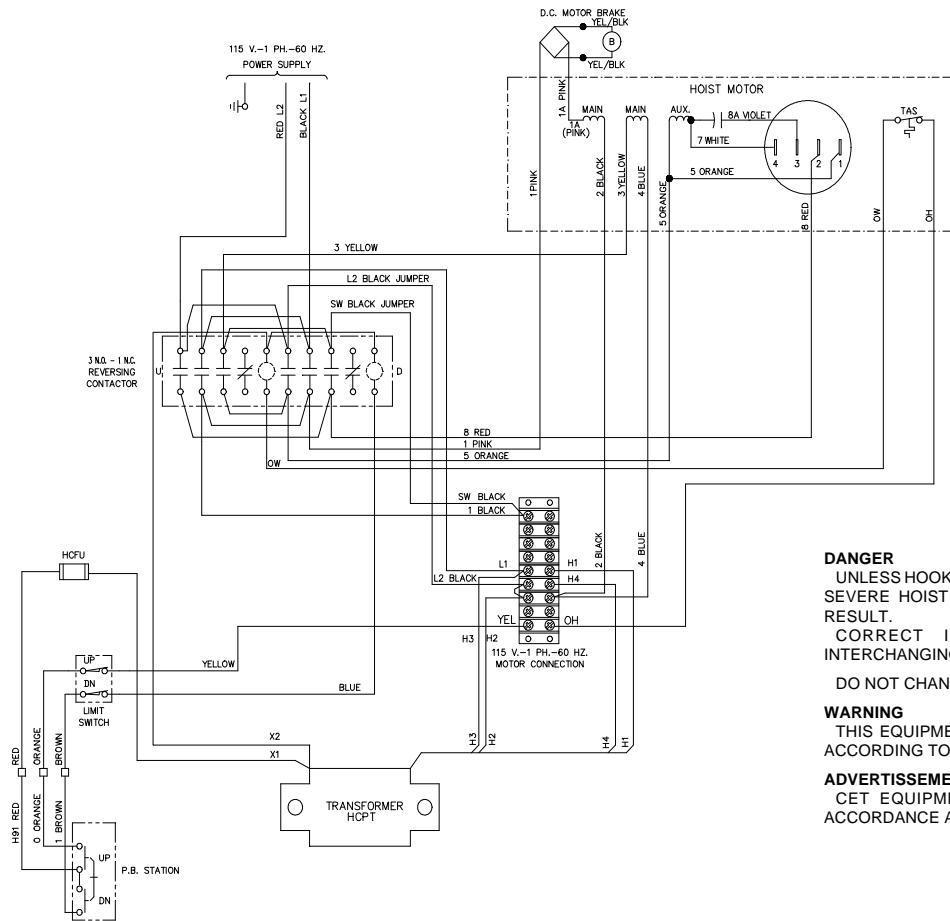 D.C. MOTOR BRAKE
YEL/BLK
B
YEL/BLK
115 V.-1 PH.-60 HZ.
POWER SUPPLY
RED L2
BLACK L1
HOIST MOTOR
1A PINK
MAIN
MAIN
AUX.
8A VIOLET
TAS
1A
(PINK)
7 WHITE
4 3 2 1
5 ORANGE
1 PINK
2 BLACK
3 YELLOW
4 BLUE
5 ORANGE
8 RED
OW
OH
3 YELLOW
L2 BLACK JUMPER
SW BLACK JUMPER
3 N.O. - 1 N.C.
REVERSING
CONTACTOR
U
D
8 RED
1 PINK
5 ORANGE
OW
SW BLACK
1 BLACK
2 BLACK
4 BLUE
HCFU
L1
H1
L2 BLACK
H4
YEL
OH
H3 H2
115 V.-1 PH.-60 HZ.
MOTOR CONNECTION
UP
YELLOW
DN
BLUE
LIMIT
SWITCH
X2
X1
H3
H2
H4
H1
RED
ORANGE
BROWN
H91 RED
0 ORANGE
1 BROWN
TRANSFORMER
HCPT
UP
P.B. STATION
DN
DANGER
UNLESS HOOK
SEVERE HOIST
RESULT.
CORRECT I
INTERCHANGING
DO NOT CHAN
WARNING
THIS EQUIPME
ACCORDING TO
ADVERTISSEME
CET EQUIPME
ACCORDANCE A